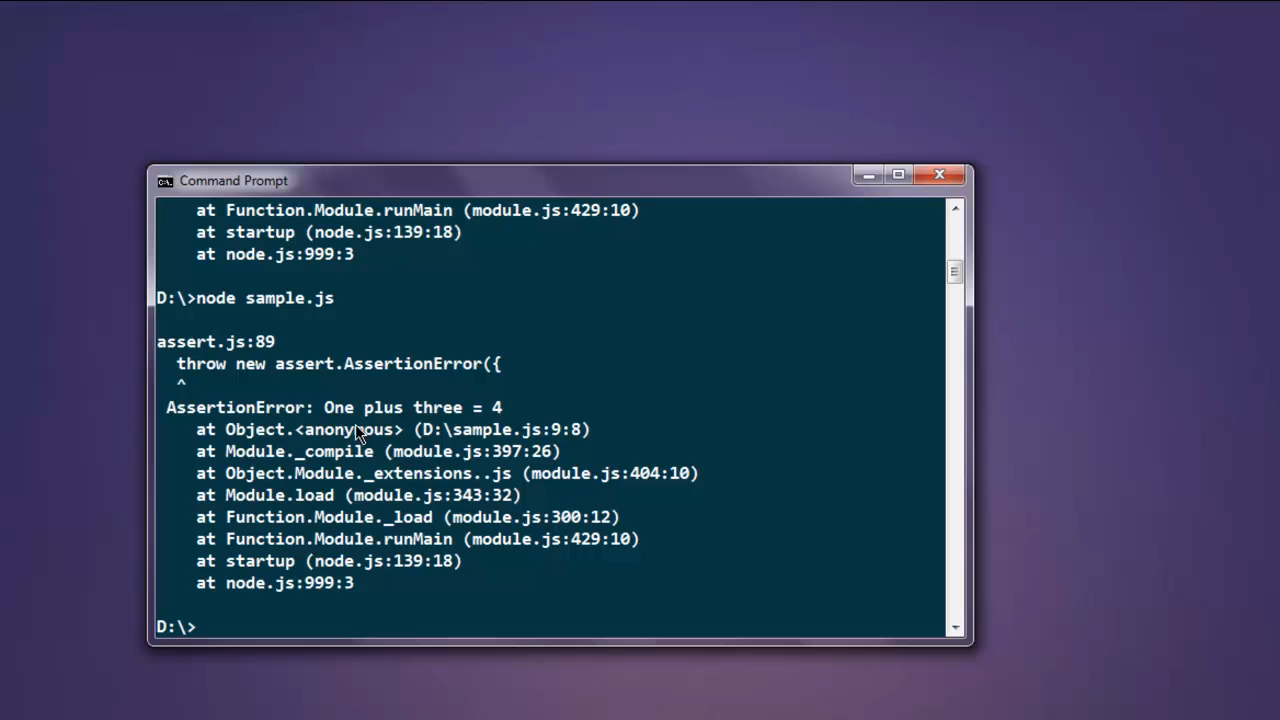 Command Prompt
at Function.Module.runMain (module.js:429:10)
at startup (node.js:139:18)
at node.js:999:3
D:\>node sample.js
assert.js:89
throw new assert.AssertionError({
^
AssertionError: One plus three = 4
at Object.<anonymous> (D:\sample.js:9:8)
at Module._compile (module.js:397:26)
at Object.Module._extensions..js (module.js:404:10)
at Module.load (module.js:343:32)
at Function.Module._load (module.js:300:12)
at Function.Module.runMain (module.js:429:10)
at startup (node.js:139:18)
at node.js:999:3
D:\>